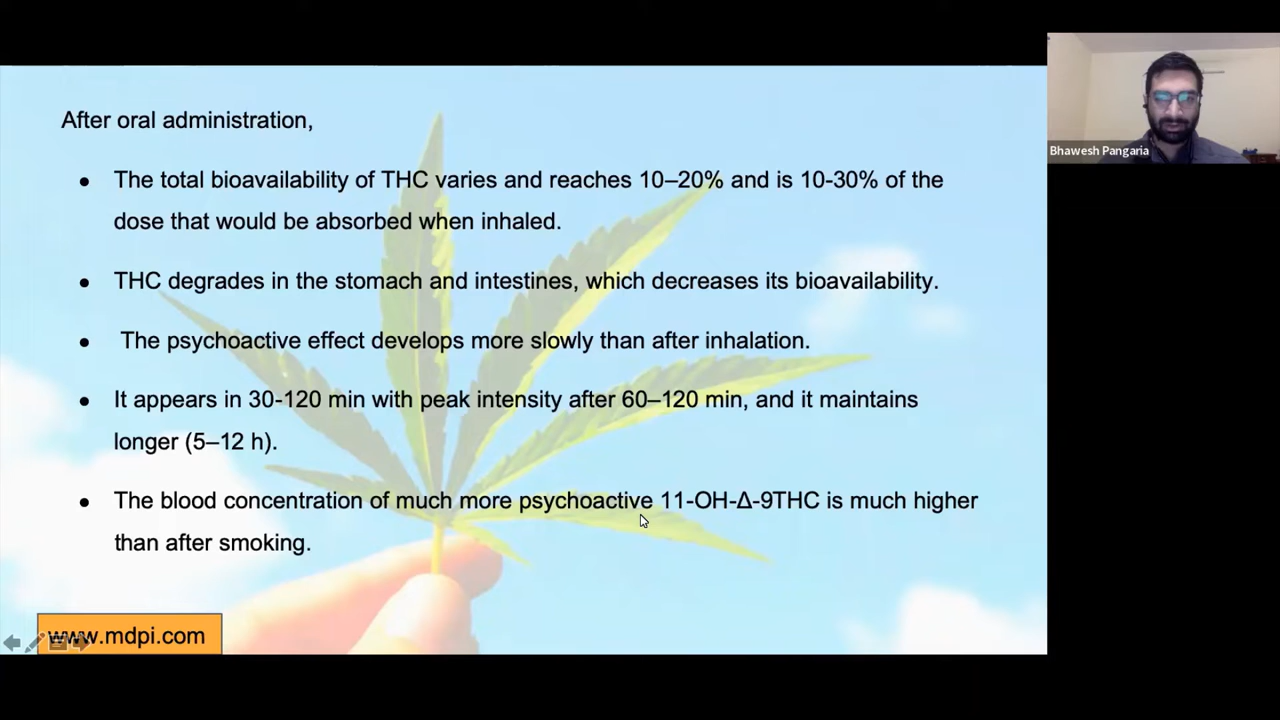 After oral administration,
● The total bioavailability of THC varies and reaches 10–20% and is 10-30% of the
dose that would be absorbed when inhaled.
● THC degrades in the stomach and intestines, which decreases its bioavailability.
● The psychoactive effect develops more slowly than after inhalation.
● It appears in 30-120 min with peak intensity after 60–120 min, and it maintains
longer (5–12 h).
● The blood concentration of much more psychoactive 11-OH-Δ-9THC is much higher
than after smoking.
www.mdpi.com
Bhawesh Pangaria